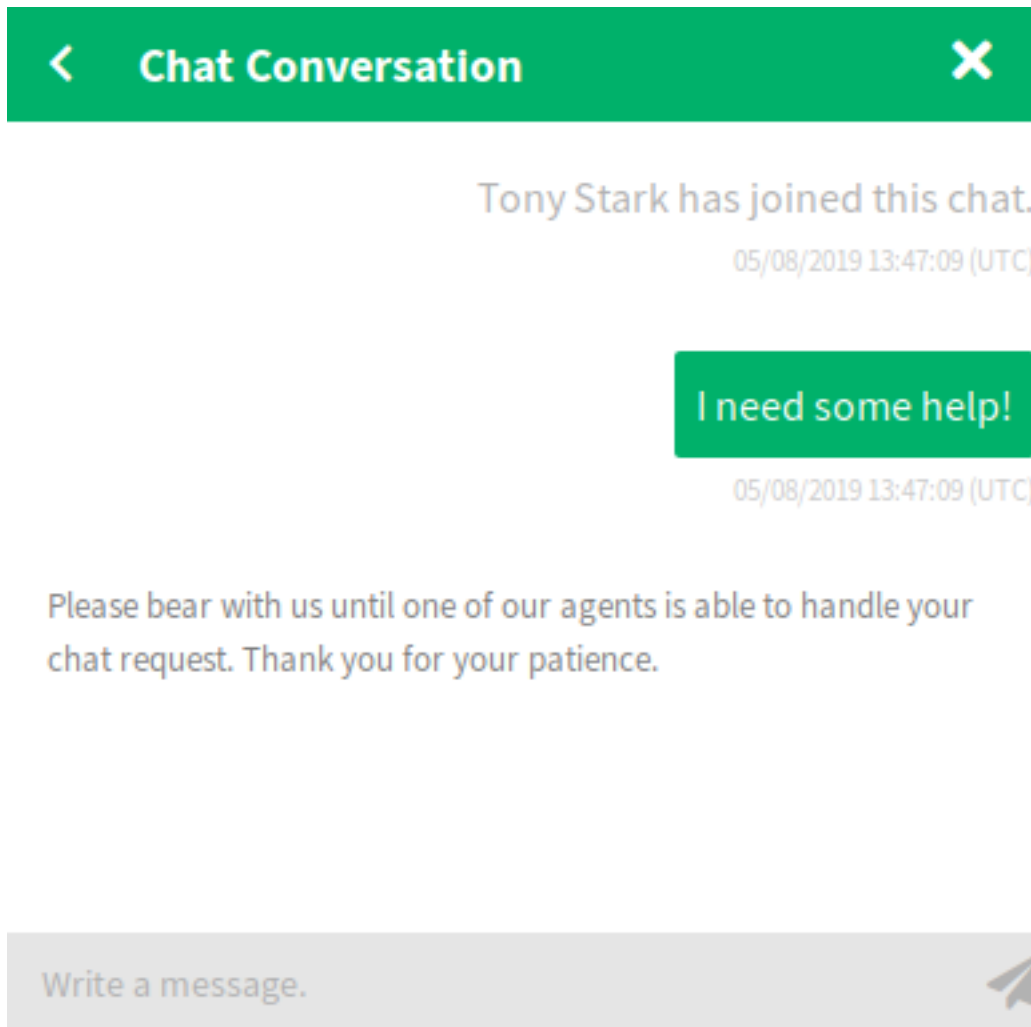 Chat Conversation
Tony Stark has joined this chat.
05/08/2019 13:47:09 (UTC)
I need some help!
05/08/2019 13:47:09 (UTC)
Please bear with us until one of our agents is able to handle your
chat request. Thank you for your patience.
Write a message.